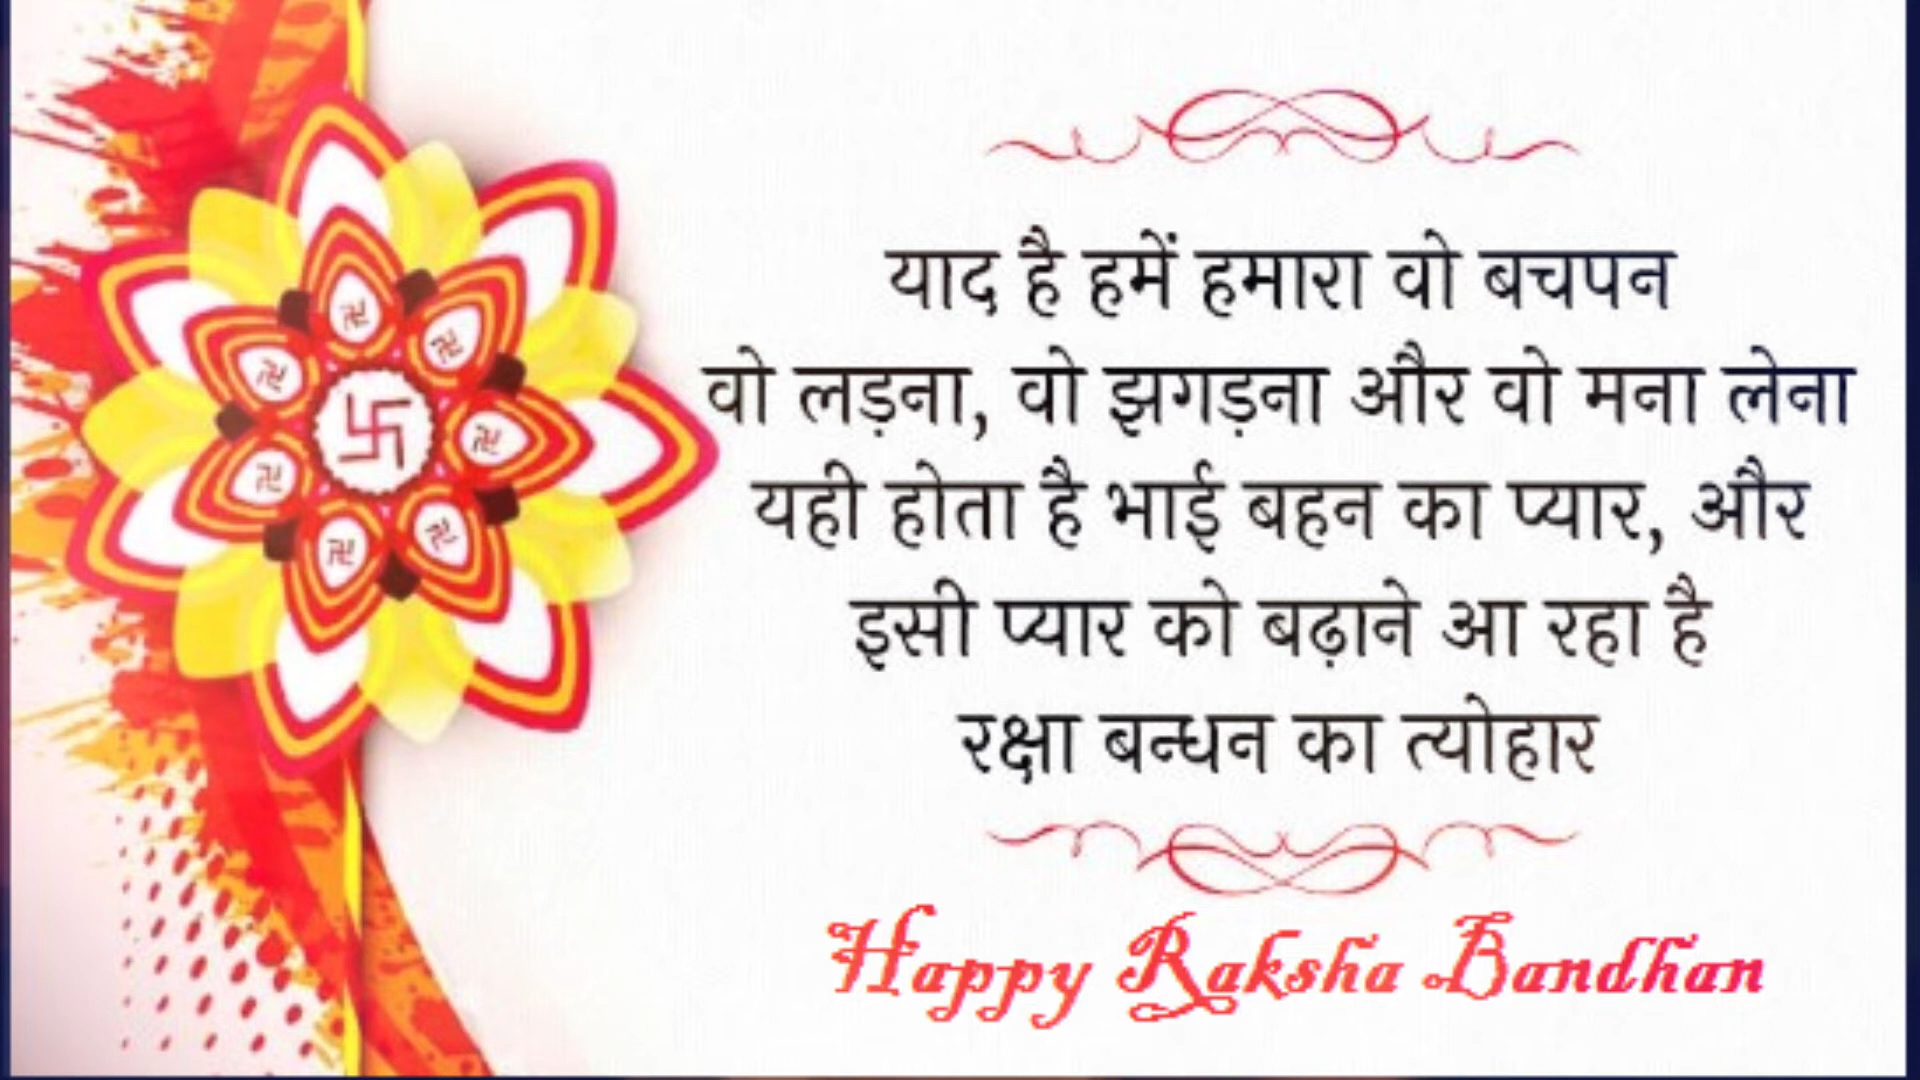 याद है हमें हमारा वो बचपन
वो लड़ना, वो झगड़ना और वो मना लेना
यही होता है भाई बहन का प्यार, और
इसी प्यार को बढ़ाने आ रहा है
रक्षा बन्धन का त्योहार
Happy Raksha Bandhan